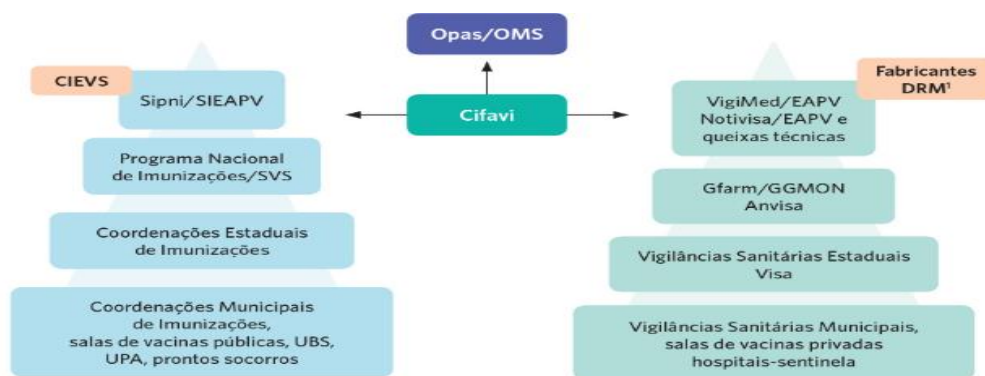 Opas/OMS
CIEVS
Sipni/SIEAPV
Cifavi
Fabricantes
DRM¹
VigiMed/EAPV
Notivisa/EAPV e
queixas técnicas
Programa Nacional
de Imunizações/SVS
Gfarm/GGMON
Anvisa
Coordenações Estaduais
de Imunizações
Vigilâncias Sanitárias Estaduais
Visa
Coordenações Municipais
de Imunizações,
salas de vacinas públicas, UBS,
UPA, prontos socorros
Vigilâncias Sanitárias Municipais,
salas de vacinas privadas
hospitais-sentinela